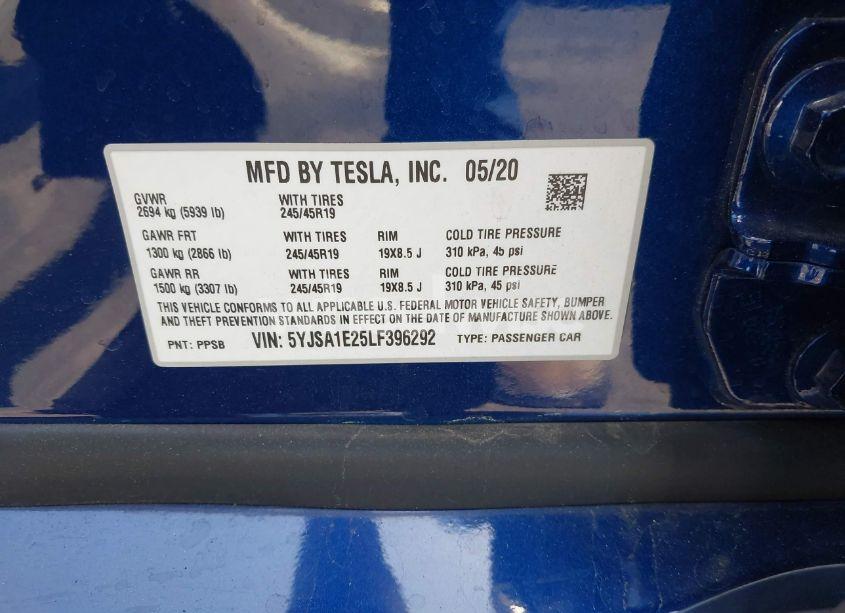 MFD BY TESLA, INC. 05/20
GVWR WITH TIRES
2694 kg (5939 lb) 245/45R19
GAWR FRT WITH TIRES RIM COLD TIRE PRESSURE
1300 kg (2866 lb) 245/45R19 19X8.5 J 310 kPa, 45 psi
GAWR RR WITH TIRES RIM COLD TIRE PRESSURE
1500 kg (3307 lb) 245/45R19 19X8.5 J 310 kPa, 45 psi
THIS VEHICLE CONFORMS TO ALL APPLICABLE U.S. FEDERAL MOTOR VEHICLE SAFETY, BUMPER
AND THEFT PREVENTION STANDARDS IN EFFECT ON THE DATE OF MANUFACTURE SHOWN ABOVE.
PNT: PPSB VIN: 5YJSA1E25LF396292 TYPE: PASSENGER CAR